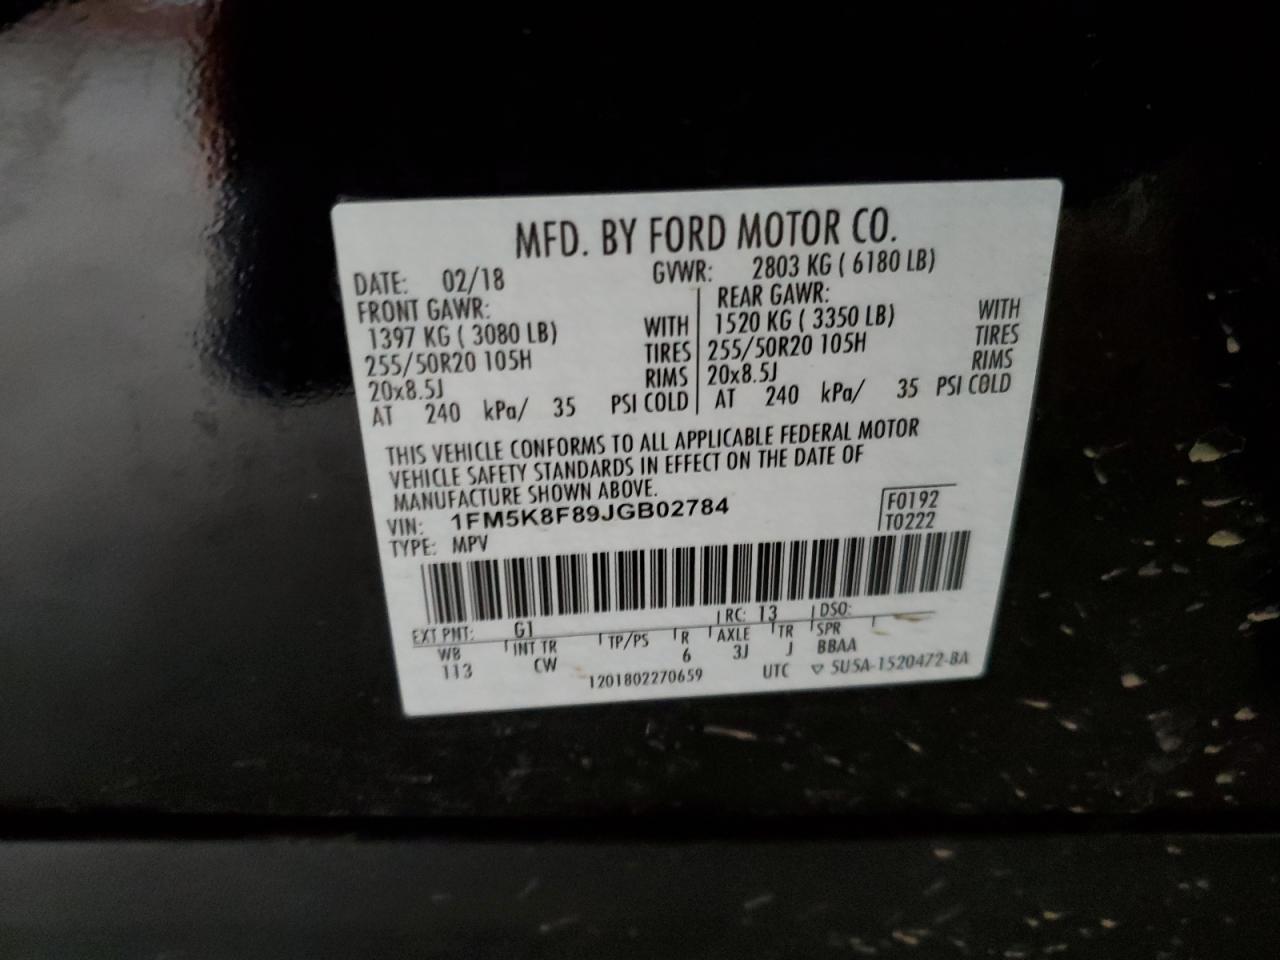 MFD. BY FORD MOTOR CO.
DATE: 02/18 GVWR: 2803 KG ( 6180 LB)
FRONT GAWR: REAR GAWR:
1397 KG ( 3080 LB) WITH 1520 KG ( 3350 LB) WITH
255/50R20 105H TIRES 255/50R20 105H TIRES
20x8.5J RIMS 20x8.5J RIMS
AT 240 kPa/ 35 PSI COLD AT 240 kPa/ 35 PSI COLD
THIS VEHICLE CONFORMS TO ALL APPLICABLE FEDERAL MOTOR
VEHICLE SAFETY STANDARDS IN EFFECT ON THE DATE OF
MANUFACTURE SHOWN ABOVE.
VIN: 1FM5K8F89JGB02784 F0192
TYPE: MPV T0222
EXT PNT: G1 RC: 13 DSO:
WB INT TR TP/PS R AXLE TR SPR
113 CW 6 3J J BBAA
1201802270659 UTC ▽ 5U5A-1520472-BA